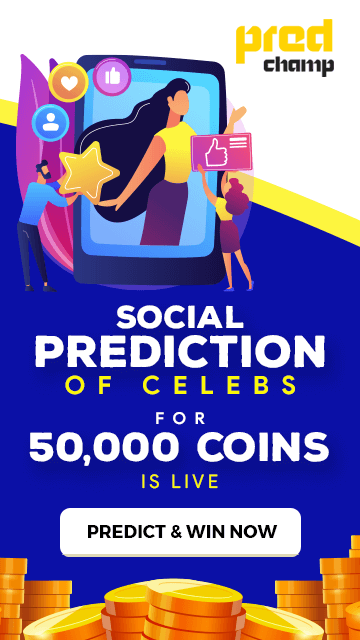 pred
champ
SOCIAL
PREDICTION
OF CELEBS
FOR
50,000 COINS
IS LIVE
PREDICT & WIN NOW